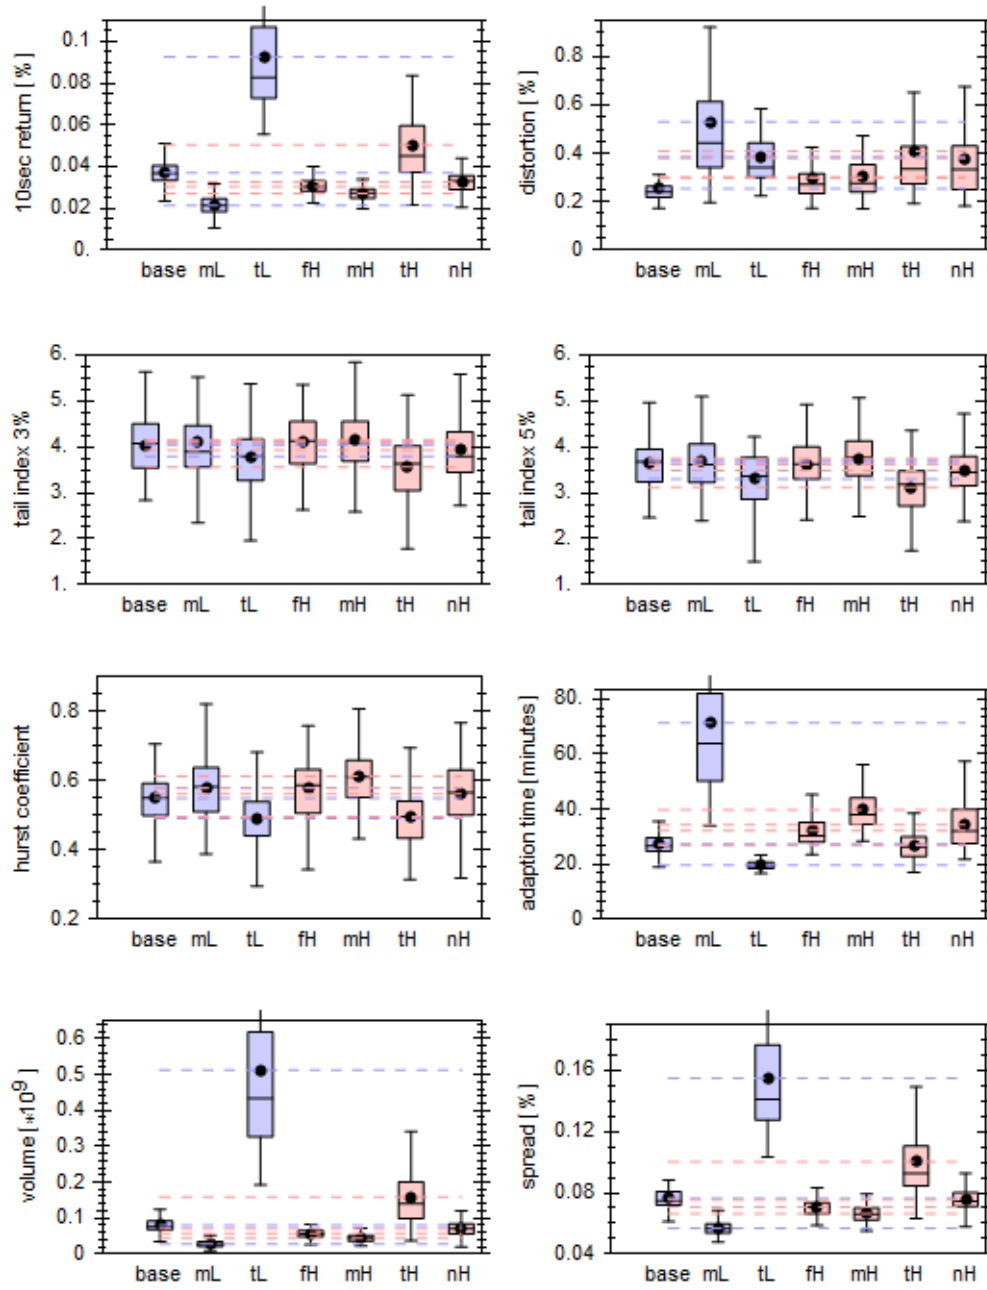 10sec return [ % ]
0.1
0.08
0.06
0.04
0.02
0.
base mL tL fH mH tH nH
distortion [ % ]
0.8
0.6
0.4
0.2
0
base mL tL fH mH tH nH
tail index 3%
6.
5.
4.
3.
2.
1.
base mL tL fH mH tH nH
tail index 5%
6.
5.
4.
3.
2.
1.
base mL tL fH mH tH nH
hurst coefficient
0.8
0.6
0.4
0.2
base mL tL fH mH tH nH
adaption time [minutes]
80.
60.
40.
20.
0
base mL tL fH mH tH nH
volume [ *10^9 ]
0.6
0.5
0.4
0.3
0.2
0.1
0
base mL tL fH mH tH nH
spread [ % ]
0.16
0.12
0.08
0.04
base mL tL fH mH tH nH